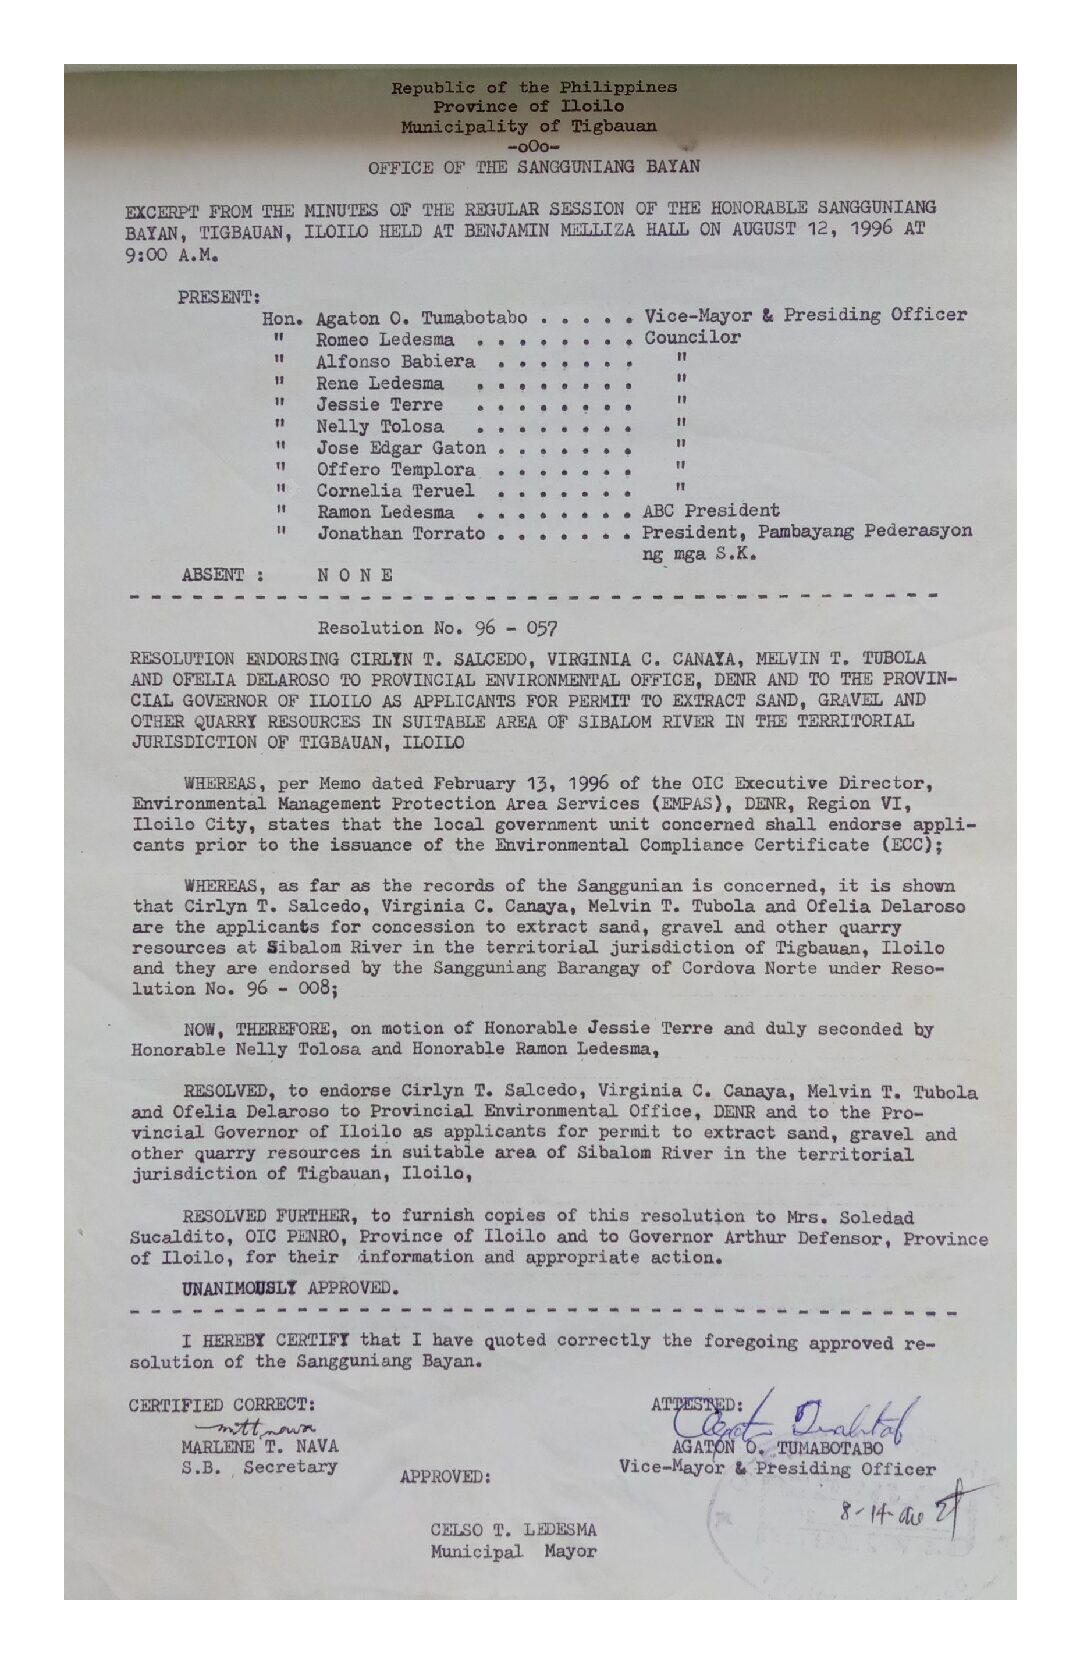 Republic of the Philippines
Province of Iloilo
Municipality of Tigbauan
-oOo-
OFFICE OF THE SANGGUNIANG BAYAN
EXCERPT FROM THE MINUTES OF THE REGULAR SESSION OF THE HONORABLE SANGGUNIANG
BAYAN, TIGBAUAN, ILOILO HELD AT BENJAMIN MELLIZA HALL ON AUGUST 12, 1996 AT
9:00 A.M.
PRESENT:
Hon. Agaton O. Tumabotabo . . . . . Vice-Mayor & Presiding Officer
" Romeo Ledesma . . . . . . . . Councilor
" Alfonso Babiera . . . . . . . "
" Rene Ledesma . . . . . . . . "
" Jessie Terre . . . . . . . . "
" Nelly Tolosa . . . . . . . . "
" Jose Edgar Gaton . . . . . . . "
" Offero Templora . . . . . . . "
" Cornelia Teruel . . . . . . . "
" Ramon Ledesma . . . . . . . . ABC President
" Jonathan Torrato . . . . . . . President, Pambayang Pederasyon
ng mga S.K.
ABSENT : N O N E
- - - - - - - - - - - - - - - - - - - - - - - - - - - - - - - - - - - - - - -
Resolution No. 96 - 057
RESOLUTION ENDORSING CIRLYN T. SALCEDO, VIRGINIA C. CANAYA, MELVIN T. TUBOLA
AND OFELIA DELAROSO TO PROVINCIAL ENVIRONMENTAL OFFICE, DENR AND TO THE PROVIN-
CIAL GOVERNOR OF ILOILO AS APPLICANTS FOR PERMIT TO EXTRACT SAND, GRAVEL AND
OTHER QUARRY RESOURCES IN SUITABLE AREA OF SIBALOM RIVER IN THE TERRITORIAL
JURISDICTION OF TIGBAUAN, ILOILO
WHEREAS, per Memo dated February 13, 1996 of the OIC Executive Director,
Environmental Management Protection Area Services (EMPAS), DENR, Region VI,
Iloilo City, states that the local government unit concerned shall endorse appli-
cants prior to the issuance of the Environmental Compliance Certificate (ECC);
WHEREAS, as far as the records of the Sanggunian is concerned, it is shown
that Cirlyn T. Salcedo, Virginia C. Canaya, Melvin T. Tubola and Ofelia Delaroso
are the applicants for concession to extract sand, gravel and other quarry
resources at Sibalom River in the territorial jurisdiction of Tigbauan, Iloilo
and they are endorsed by the Sangguniang Barangay of Cordova Norte under Reso-
lution No. 96 - 008;
NOW, THEREFORE, on motion of Honorable Jessie Terre and duly seconded by
Honorable Nelly Tolosa and Honorable Ramon Ledesma,
RESOLVED, to endorse Cirlyn T. Salcedo, Virginia C. Canaya, Melvin T. Tubola
and Ofelia Delaroso to Provincial Environmental Office, DENR and to the Pro-
vincial Governor of Iloilo as applicants for permit to extract sand, gravel and
other quarry resources in suitable area of Sibalom River in the territorial
jurisdiction of Tigbauan, Iloilo,
RESOLVED FURTHER, to furnish copies of this resolution to Mrs. Soledad
Sucaldito, OIC PENRO, Province of Iloilo and to Governor Arthur Defensor, Province
of Iloilo, for their information and appropriate action.
UNANIMOUSLY APPROVED.
- - - - - - - - - - - - - - - - - - - - - - - - - - - - - - - - - - - - - - - -
I HEREBY CERTIFY that I have quoted correctly the foregoing approved re-
solution of the Sangguniang Bayan.
CERTIFIED CORRECT: ATTESTED:
MARLENE T. NAVA AGATON O. TUMABOTABO
S.B. Secretary Vice-Mayor & Presiding Officer
APPROVED:
8-14-
CELSO T. LEDESMA
Municipal Mayor